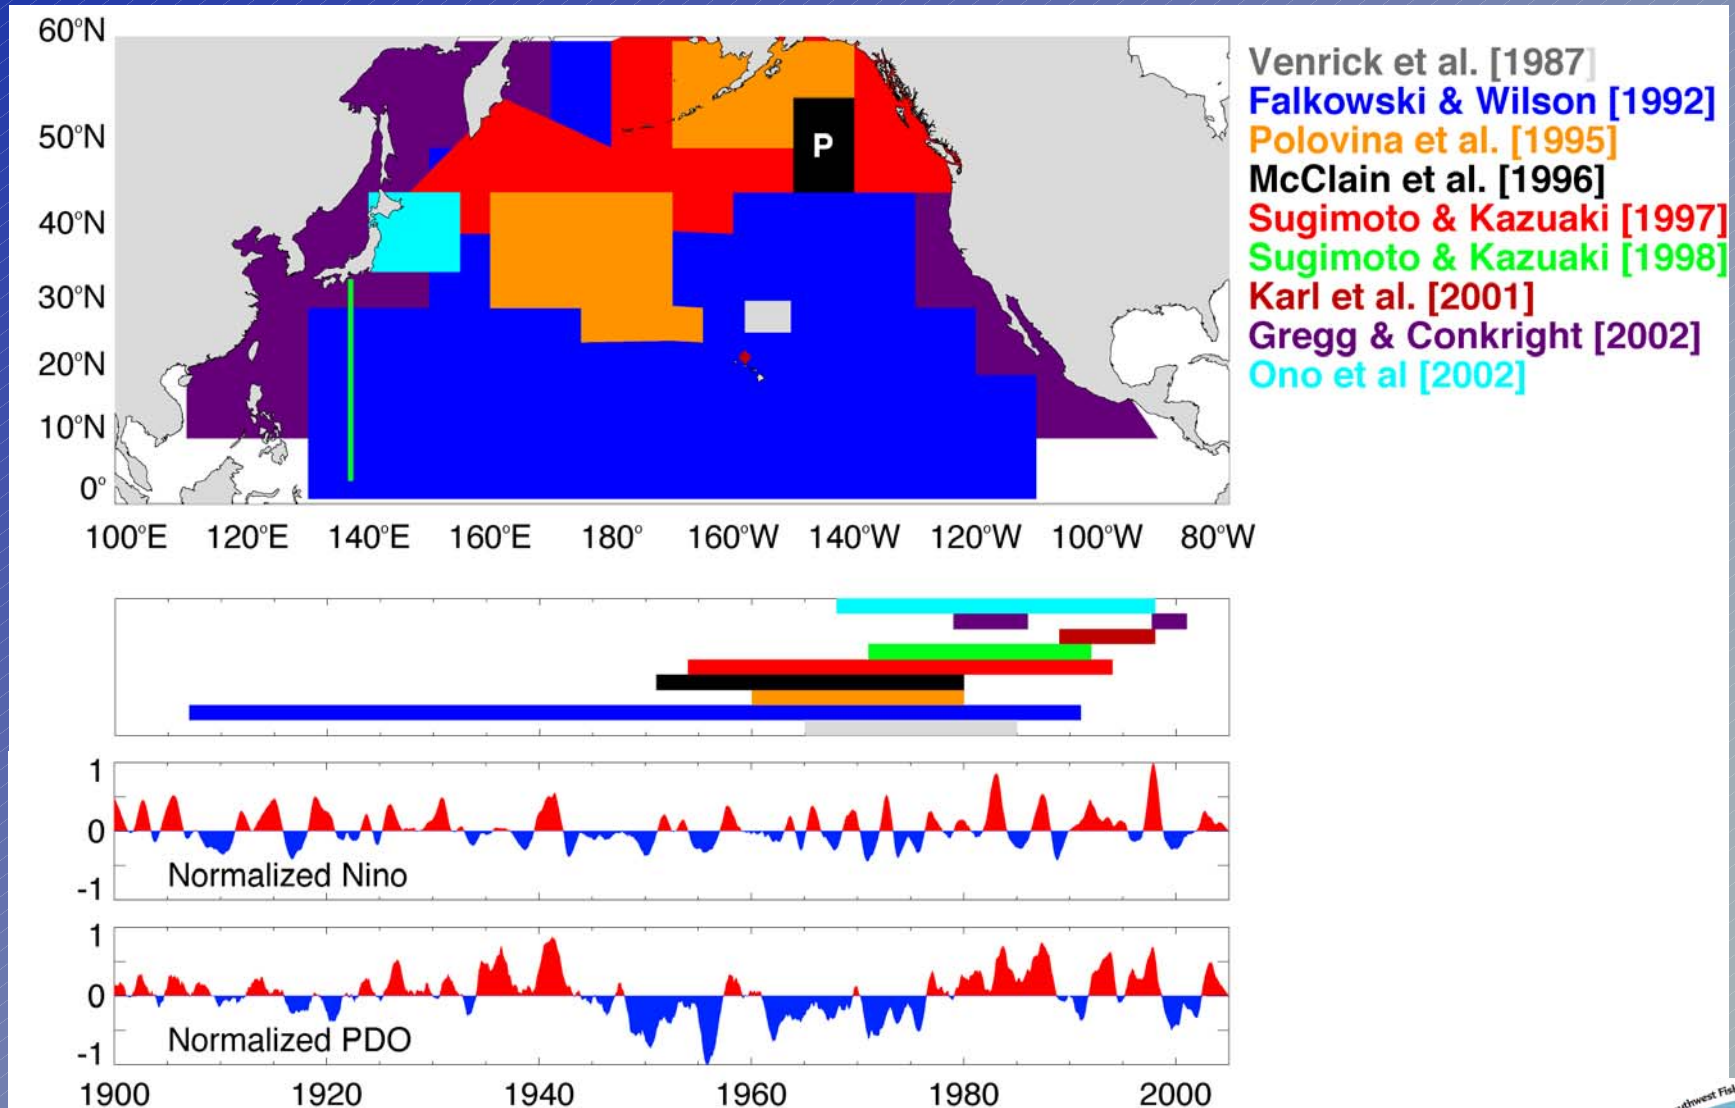 60°N
50°N
40°N
30°N
20°N
10°N
0°
P
100°E 120°E 140°E 160°E 180° 160°W 140°W 120°W 100°W 80°W
Venrick et al. [1987]
Falkowski & Wilson [1992]
Polovina et al. [1995]
McClain et al. [1996]
Sugimoto & Kazuaki [1997]
Sugimoto & Kazuaki [1998]
Karl et al. [2001]
Gregg & Conkright [2002]
Ono et al [2002]
1
0
-1
Normalized Nino
1
0
-1
Normalized PDO
1900 1920 1940 1960 1980 2000